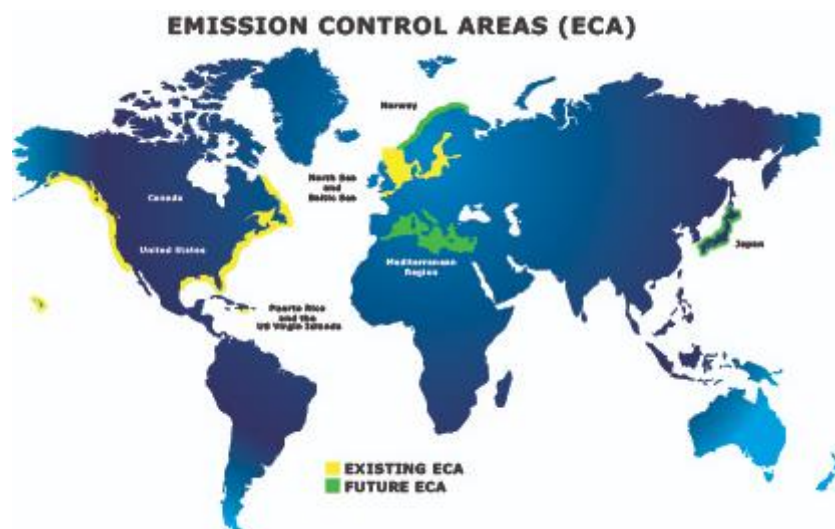 EMISSION CONTROL AREAS (ECA)
Norway
North Sea
and
Baltic Sea
Canada
United States
Mediterranean
Region
Japan
Puerto Rico
and the
US Virgin Islands
EXISTING ECA
FUTURE ECA